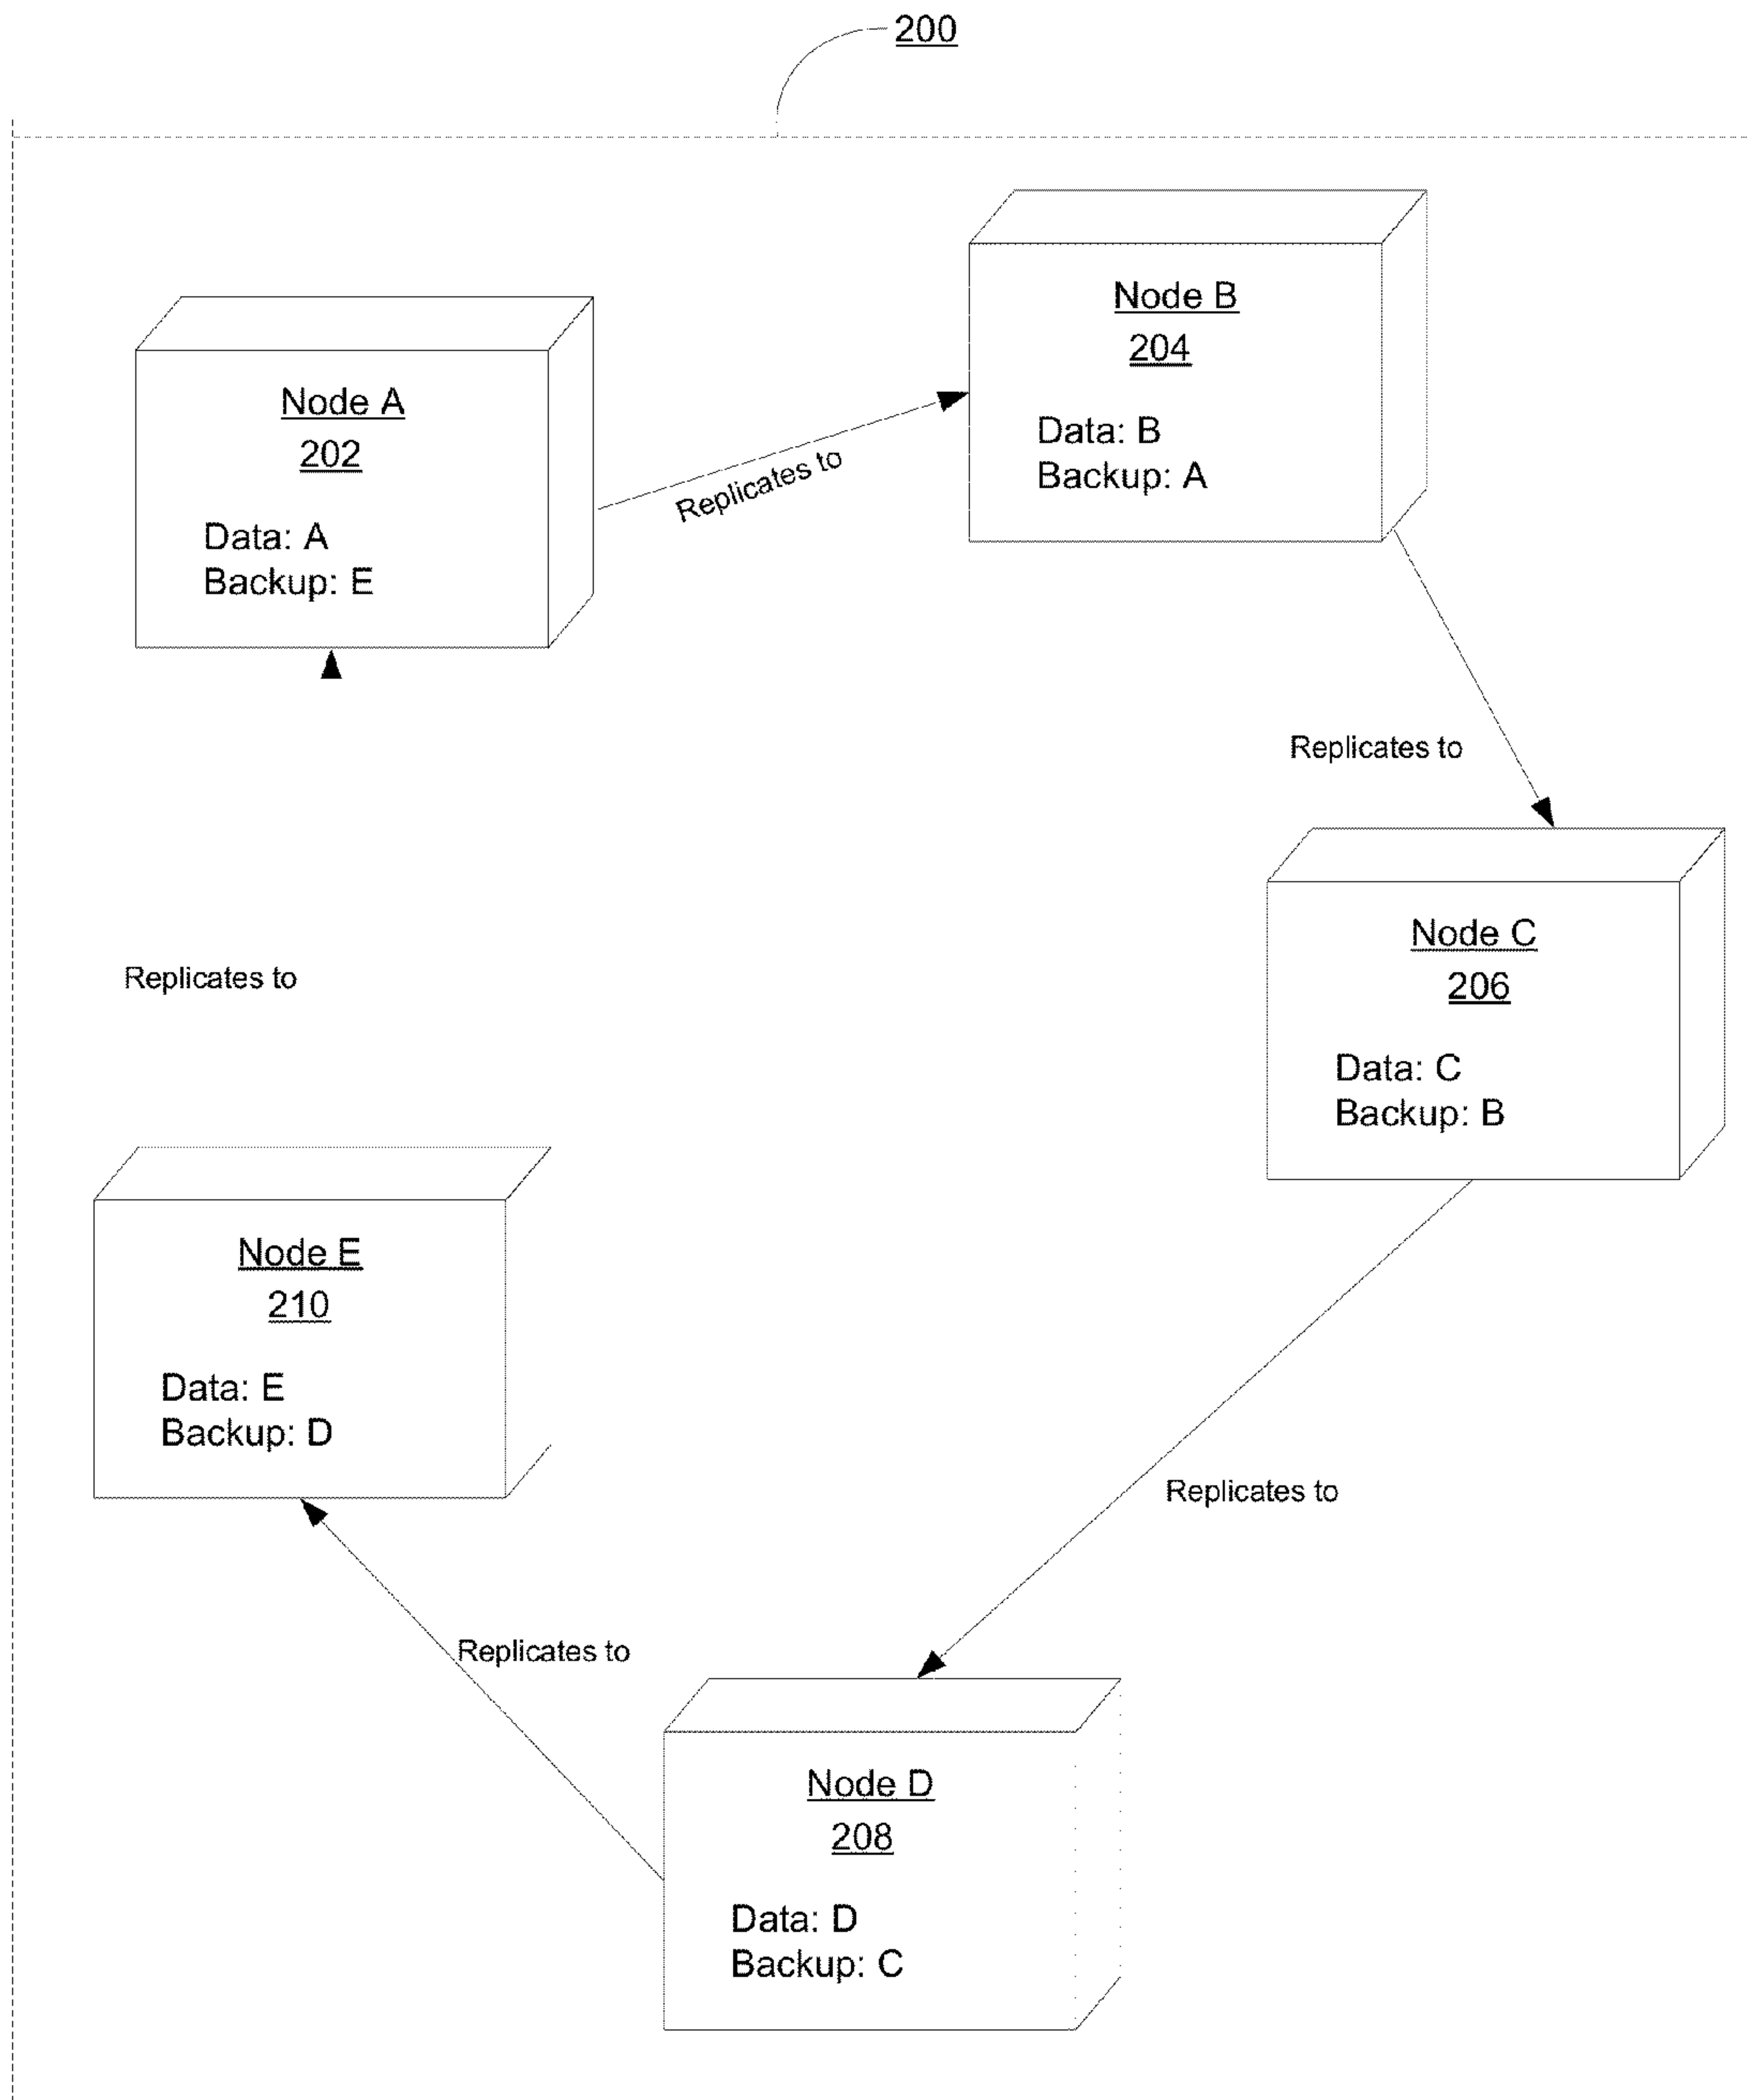 200
Node A
202
Data: A
Backup: E
Replicates to
Node B
204
Data: B
Backup: A
Replicates to
Node C
206
Data: C
Backup: B
Replicates to
Node D
208
Data: D
Backup: C
Replicates to
Node E
210
Data: E
Backup: D
Replicates to